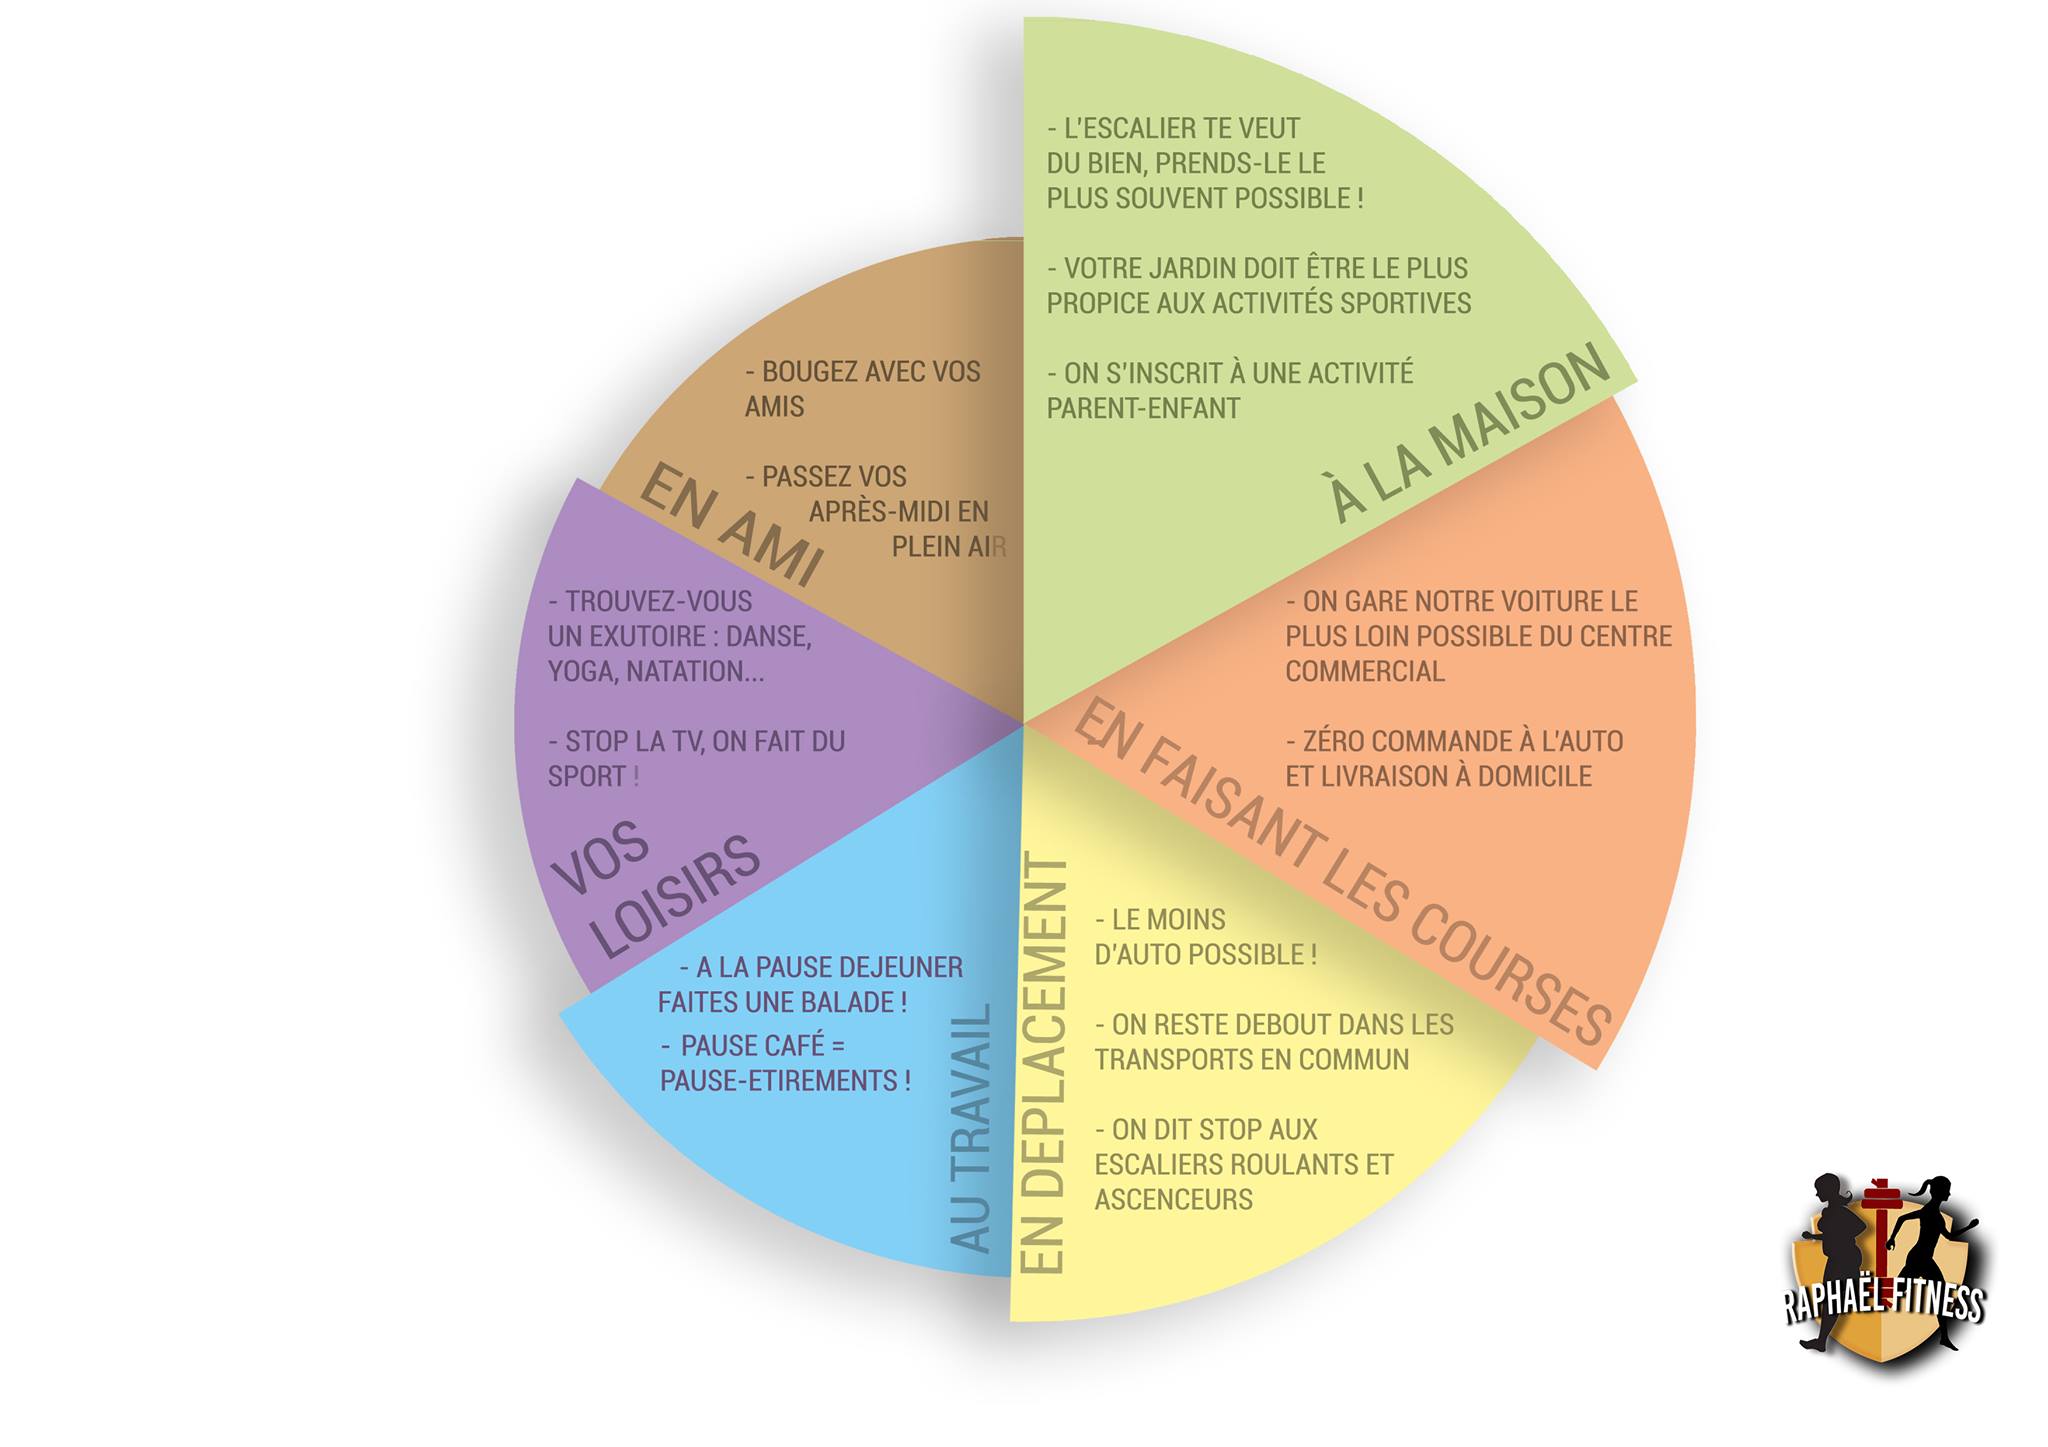 - L'ESCALIER TE VEUT
DU BIEN, PRENDS-LE LE
PLUS SOUVENT POSSIBLE !
- VOTRE JARDIN DOIT ÊTRE LE PLUS
PROPICE AUX ACTIVITÉS SPORTIVES
- ON S'INSCRIT À UNE ACTIVITÉ
PARENT-ENFANT
À LA MAISON
- ON GARE NOTRE VOITURE LE
PLUS LOIN POSSIBLE DU CENTRE
COMMERCIAL
- ZÉRO COMMANDE À L'AUTO
ET LIVRAISON À DOMICILE
EN FAISANT LES COURSES
- LE MOINS
D'AUTO POSSIBLE !
- ON RESTE DEBOUT DANS LES
TRANSPORTS EN COMMUN
- ON DIT STOP AUX
ESCALIERS ROULANTS ET
ASCENCEURS
EN DEPLACEMENT
- A LA PAUSE DEJEUNER
FAITES UNE BALADE !
- PAUSE CAFÉ =
PAUSE-ETIREMENTS !
AU TRAVAIL
- TROUVEZ-VOUS
UN EXUTOIRE : DANSE,
YOGA, NATATION...
- STOP LA TV, ON FAIT DU
SPORT !
VOS
LOISIRS
- BOUGEZ AVEC VOS
AMIS
- PASSEZ VOS
APRÈS-MIDI EN
PLEIN AIR
EN AMI
RAPHAËL FITNESS